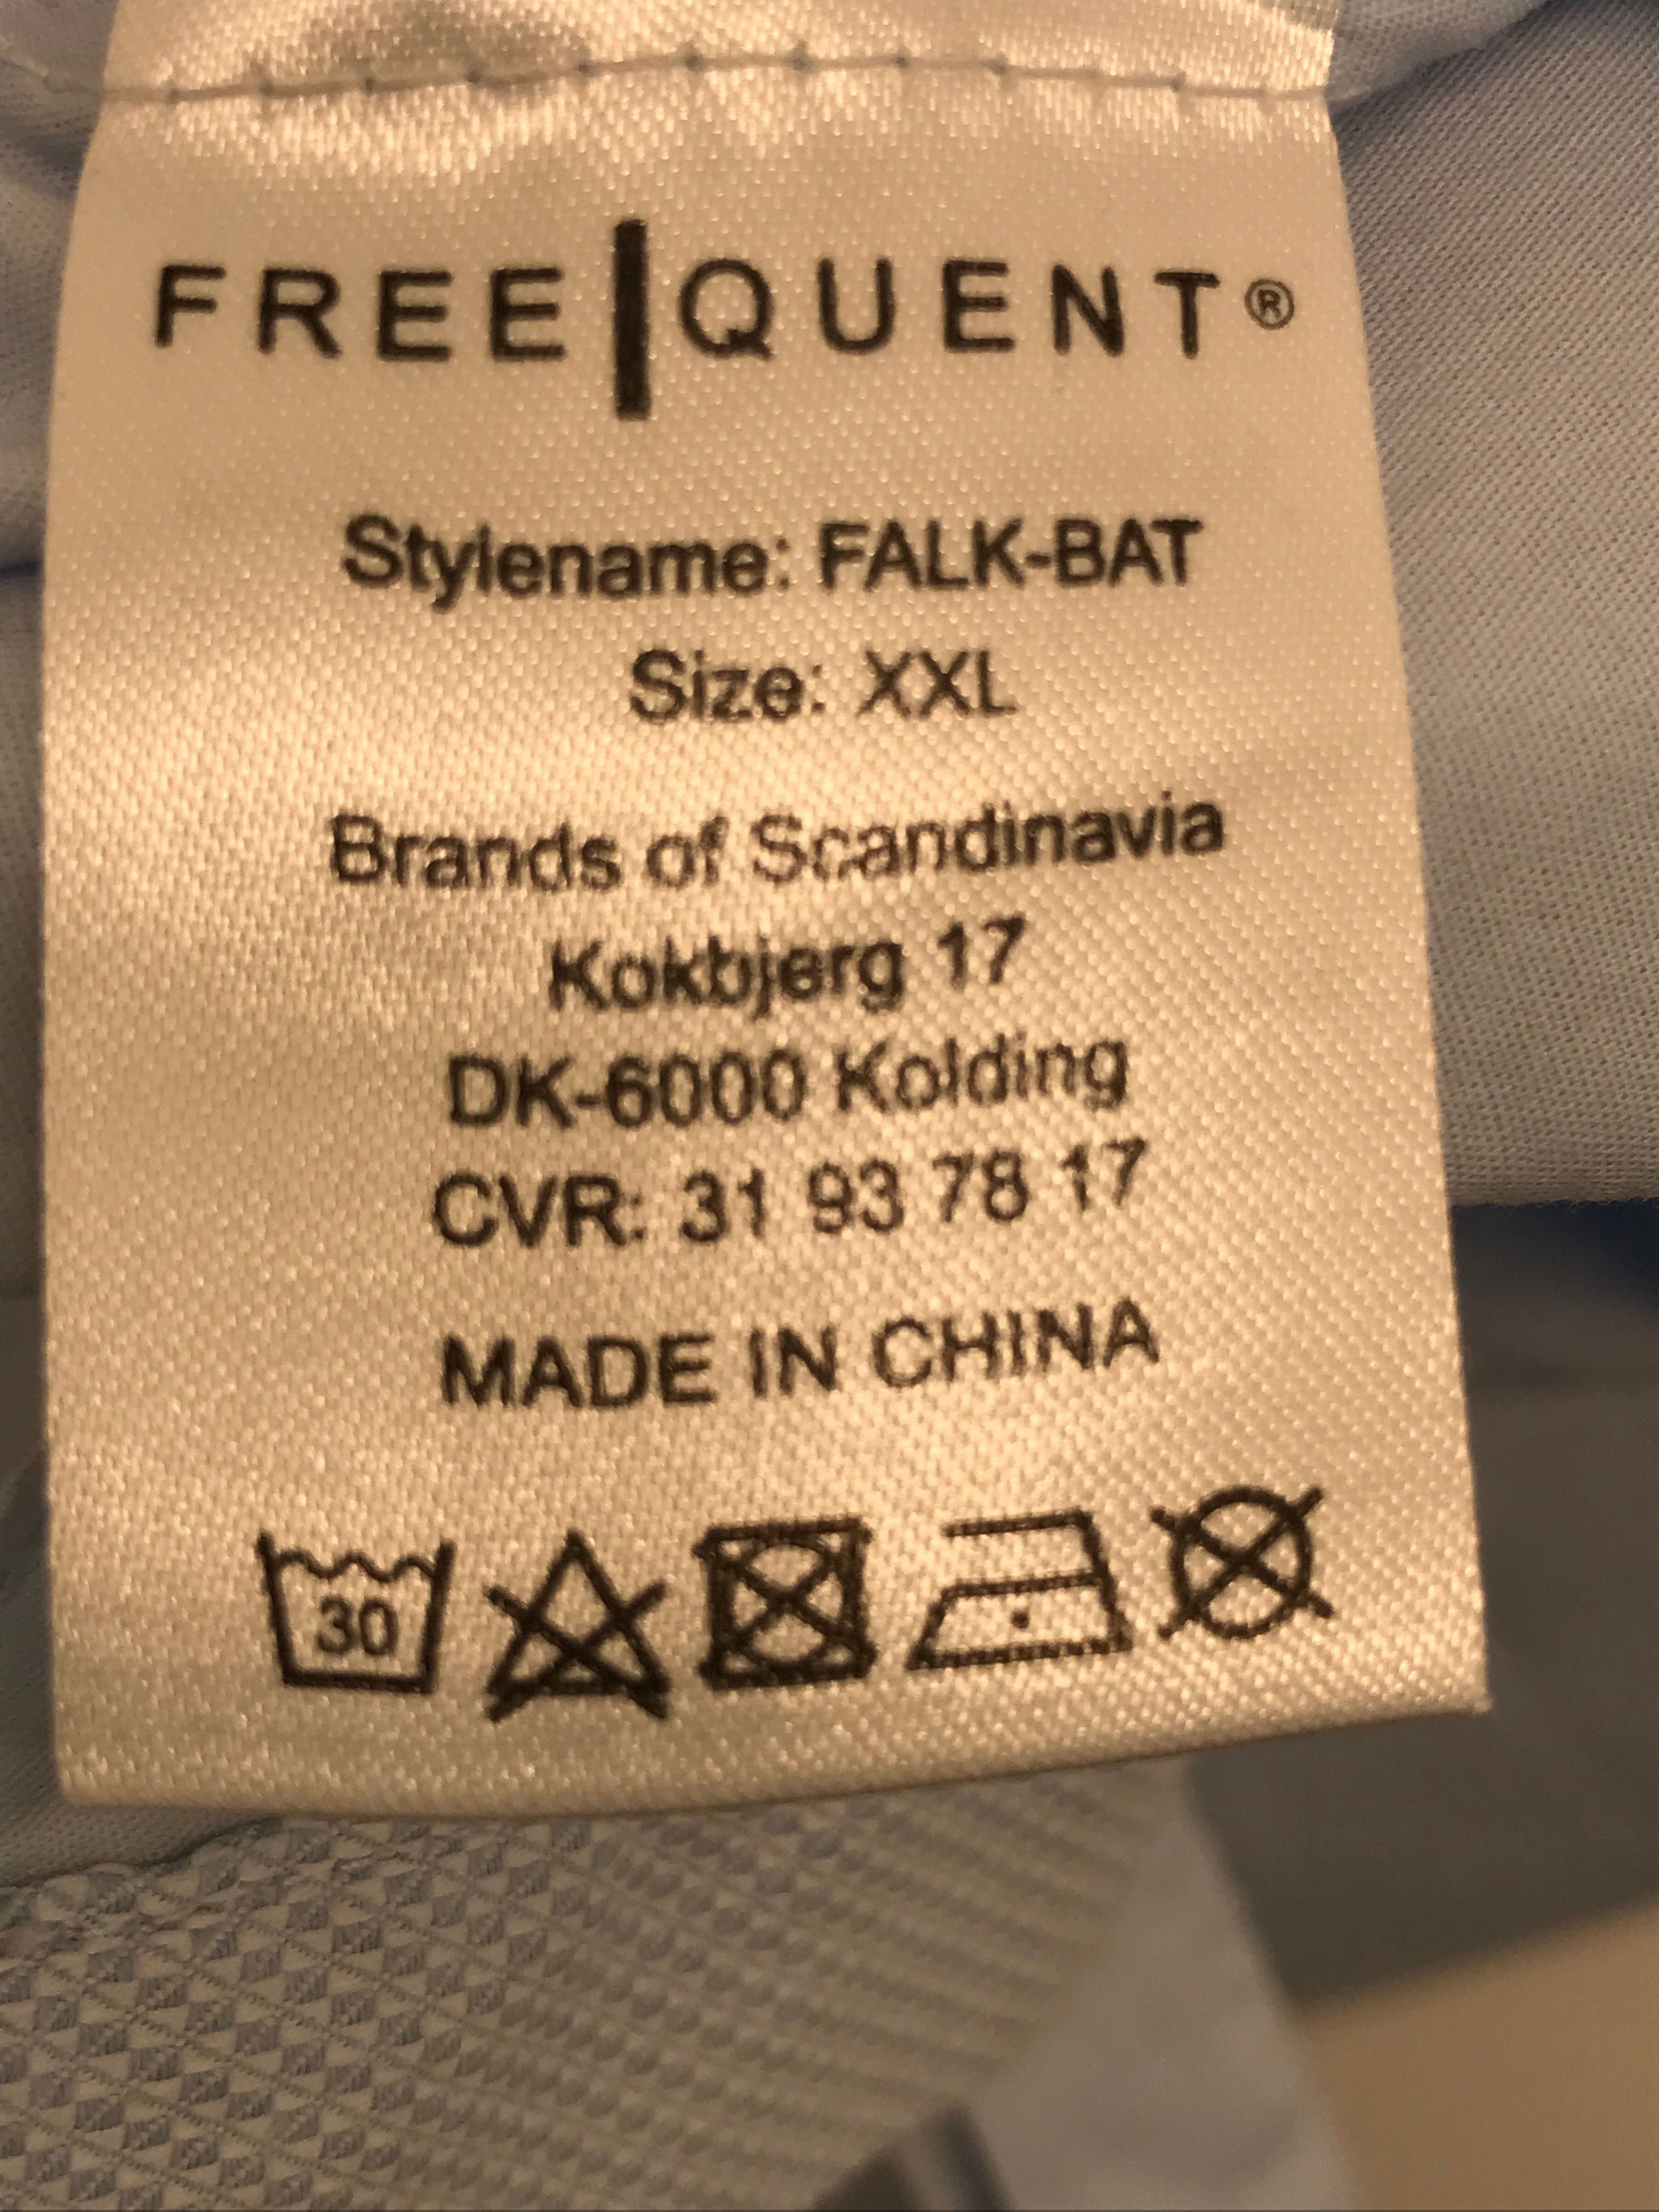 FREE|QUENT®
Stylename: FALK-BAT
Size: XXL
Brands of Scandinavia
Kokbjerg 17
DK-6000 Kolding
CVR: 31 93 78 17
MADE IN CHINA
30